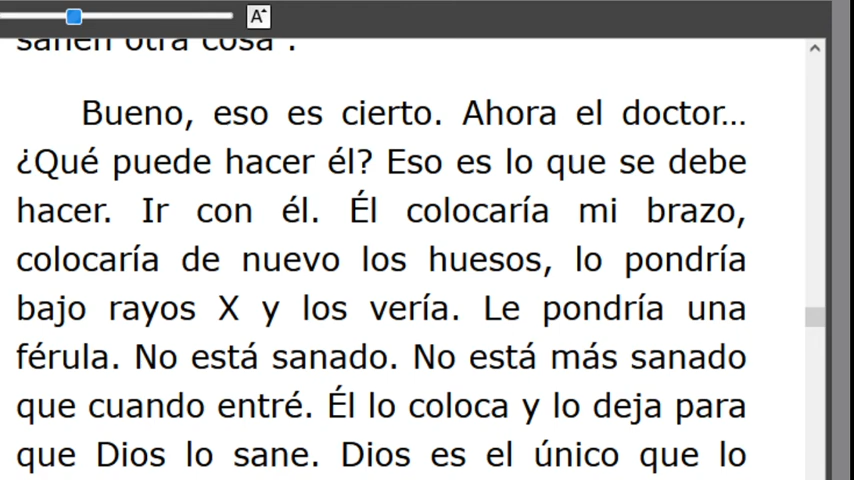 A
sanen otra cosa".
Bueno, eso es cierto. Ahora el doctor...
¿Qué puede hacer él? Eso es lo que se debe
hacer. Ir con él. Él colocaría mi brazo,
colocaría de nuevo los huesos, lo pondría
bajo rayos X y los vería. Le pondría una
férula. No está sanado. No está más sanado
que cuando entré. Él lo coloca y lo deja para
que Dios lo sane. Dios es el único que lo